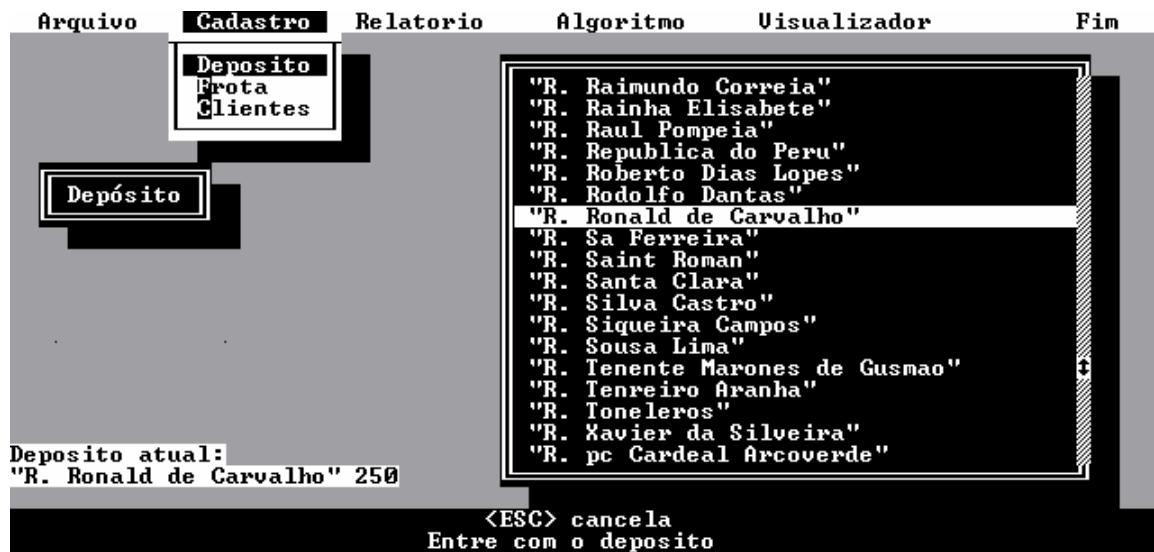 Arquivo Cadastro Relatorio Algoritmo Visualizador Fim
Deposito
Frota
Clientes
Depósito
"R. Raimundo Correia"
"R. Rainha Elisabete"
"R. Raul Pompeia"
"R. Republica do Peru"
"R. Roberto Dias Lopes"
"R. Rodolfo Dantas"
"R. Ronald de Carvalho"
"R. Sa Ferreira"
"R. Saint Roman"
"R. Santa Clara"
"R. Silva Castro"
"R. Siqueira Campos"
"R. Sousa Lima"
"R. Tenente Marones de Gusmao"
"R. Tenreiro Aranha"
"R. Toneleros"
"R. Xavier da Silveira"
"R. pc Cardeal Arcoverde"
Deposito atual:
"R. Ronald de Carvalho" 250
<ESC> cancela
Entre com o deposito